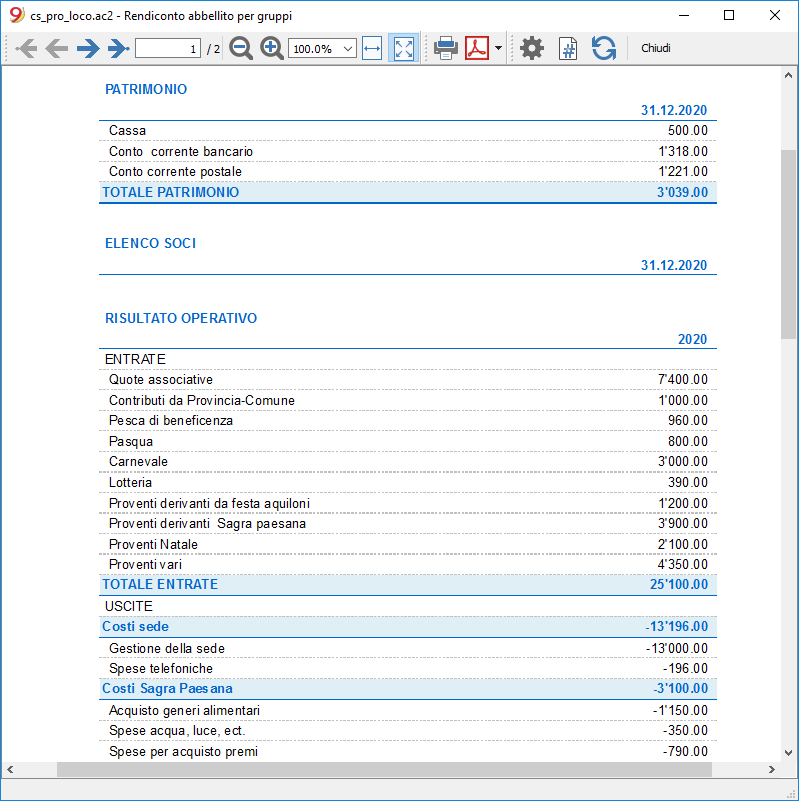 cs_pro_loco.ac2 - Rendiconto abbellito per gruppi
1 / 2 100.0% Chiudi
PATRIMONIO
31.12.2020
Cassa 500.00
Conto corrente bancario 1'318.00
Conto corrente postale 1'221.00
TOTALE PATRIMONIO 3'039.00
ELENCO SOCI
31.12.2020
RISULTATO OPERATIVO
2020
ENTRATE
Quote associative 7'400.00
Contributi da Provincia-Comune 1'000.00
Pesca di beneficenza 960.00
Pasqua 800.00
Carnevale 3'000.00
Lotteria 390.00
Proventi derivanti da festa aquiloni 1'200.00
Proventi derivanti Sagra paesana 3'900.00
Proventi Natale 2'100.00
Proventi vari 4'350.00
TOTALE ENTRATE 25'100.00
USCITE
Costi sede -13'196.00
Gestione della sede -13'000.00
Spese telefoniche -196.00
Costi Sagra Paesana -3'100.00
Acquisto generi alimentari -1'150.00
Spese acqua, luce, ect. -350.00
Spese per acquisto premi -790.00